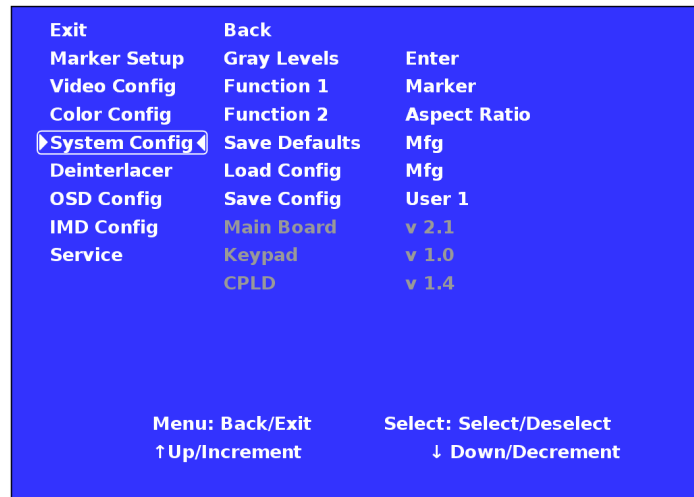 Exit Back
Marker Setup Gray Levels Enter
Video Config Function 1 Marker
Color Config Function 2 Aspect Ratio
System Config Save Defaults Mfg
Deinterlacer Load Config Mfg
OSD Config Save Config User 1
IMD Config Main Board v 2.1
Service Keypad v 1.0
CPLD v 1.4
Menu: Back/Exit Select: Select/Deselect
↑Up/Increment ↓ Down/Decrement